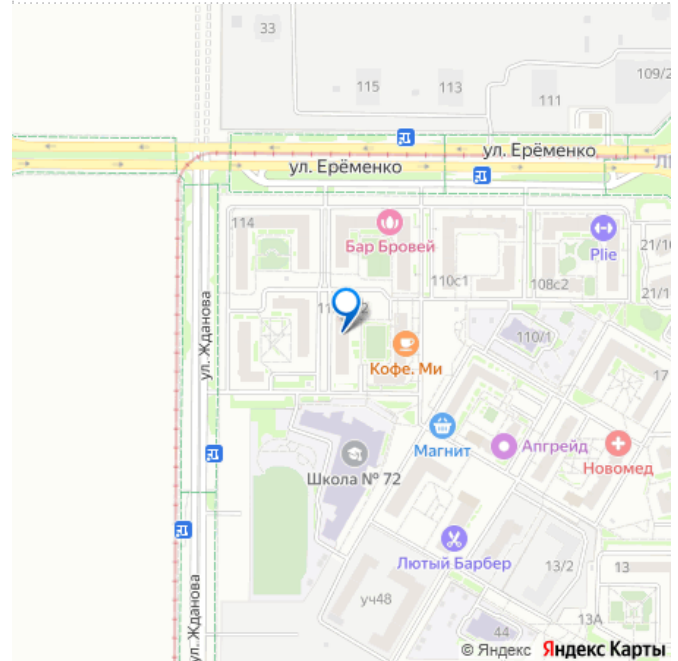 33
115
113
109/2
111
ул. Ерёменко
ул. Ерёменко
114
Бар Бровей
Plie
110с1
108с2
21/1
21/1
ул. Жданова
Кофе. Ми
110/1
17
Магнит
Апгрейд
Новомед
Школа № 72
Лютый Барбер
13/2
13
уч48
ул. Жданова
13А
44
© Яндекс Яндекс Карты